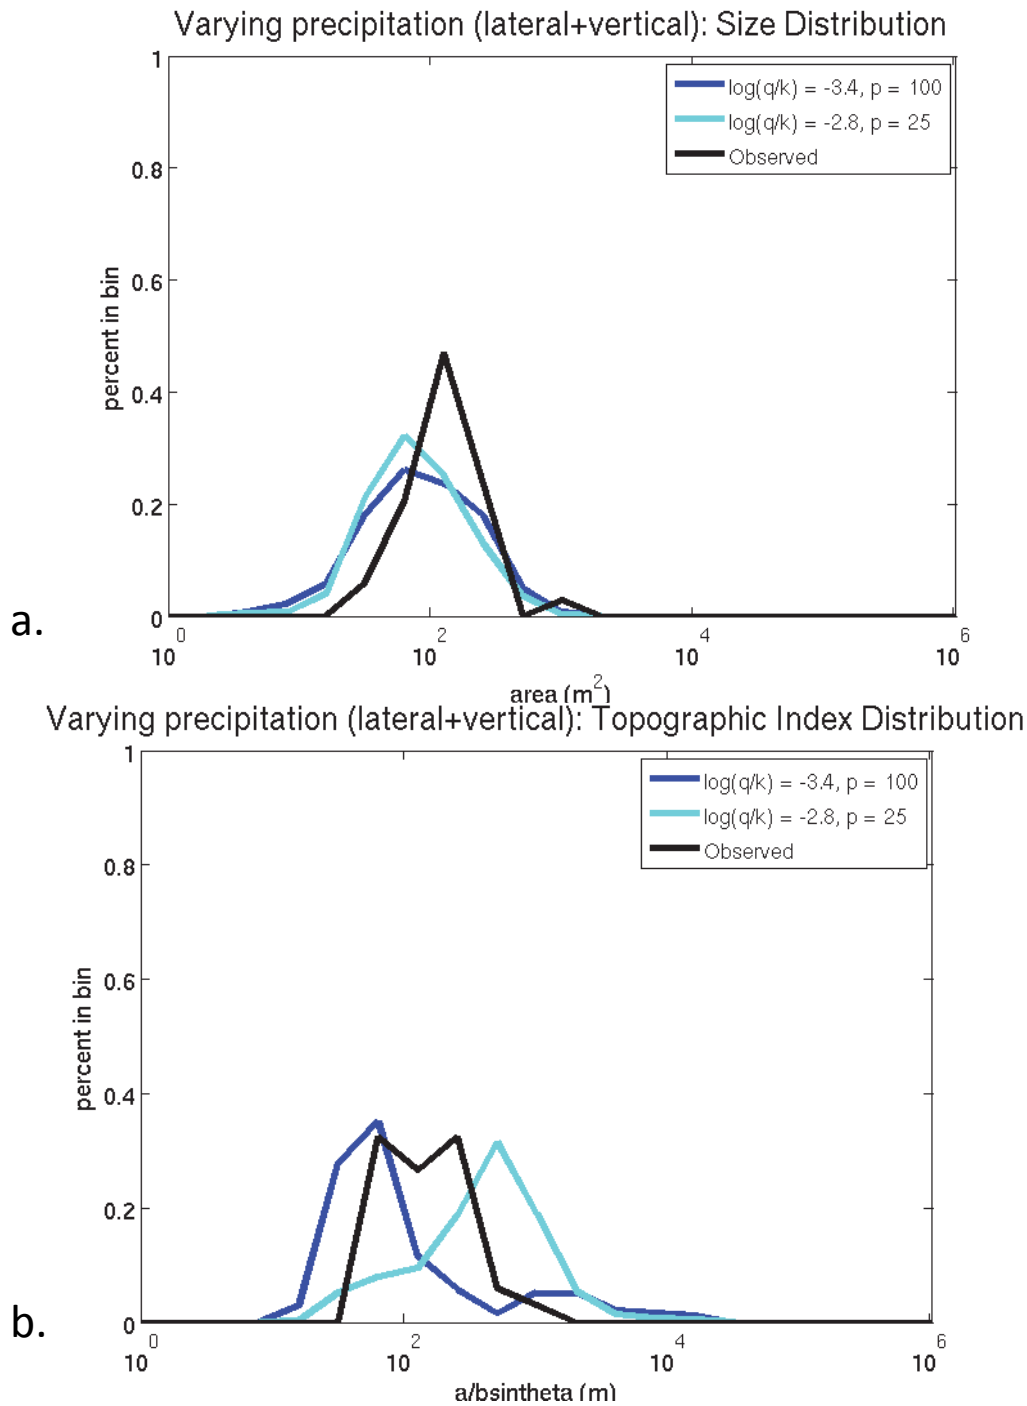 Varying precipitation (lateral+vertical): Size Distribution
1
0.8
0.6
0.4
0.2
0
percent in bin
log(q/k) = -3.4, p = 100
log(q/k) = -2.8, p = 25
Observed
a.
10^0 10^2 10^4 10^6
area (m^2)
Varying precipitation (lateral+vertical): Topographic Index Distribution
1
0.8
0.6
0.4
0.2
0
percent in bin
log(q/k) = -3.4, p = 100
log(q/k) = -2.8, p = 25
Observed
b.
10^0 10^2 10^4 10^6
a/bsintheta (m)